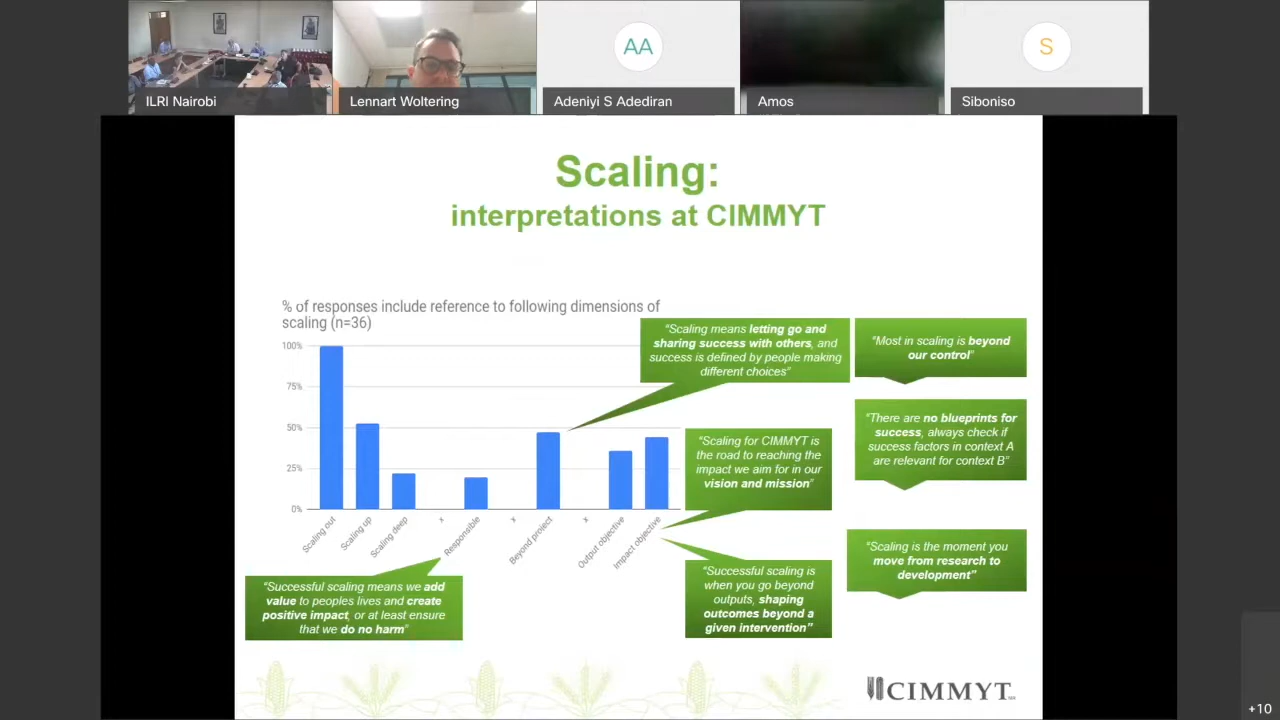 AA
S
ILRI Nairobi
Lennart Woltering
Adeniyi S Adediran
Amos
Siboniso
Scaling:
interpretations at CIMMYT
% of responses include reference to following dimensions of
scaling (n=36)
100%
75%
50%
25%
0%
Scaling out
Scaling up
Scaling deep
x
Responsible
x
Beyond project
x
Output objective
Impact objective
“Scaling means letting go and
sharing success with others, and
success is defined by people making
different choices”
“Most in scaling is beyond
our control”
“There are no blueprints for
success, always check if
success factors in context A
are relevant for context B”
“Scaling for CIMMYT is
the road to reaching the
impact we aim for in our
vision and mission”
“Scaling is the moment you
move from research to
development”
“Successful scaling means we add
value to peoples lives and create
positive impact, or at least ensure
that we do no harm”
“Successful scaling is
when you go beyond
outputs, shaping
outcomes beyond a
given intervention”
CIMMYT
+10